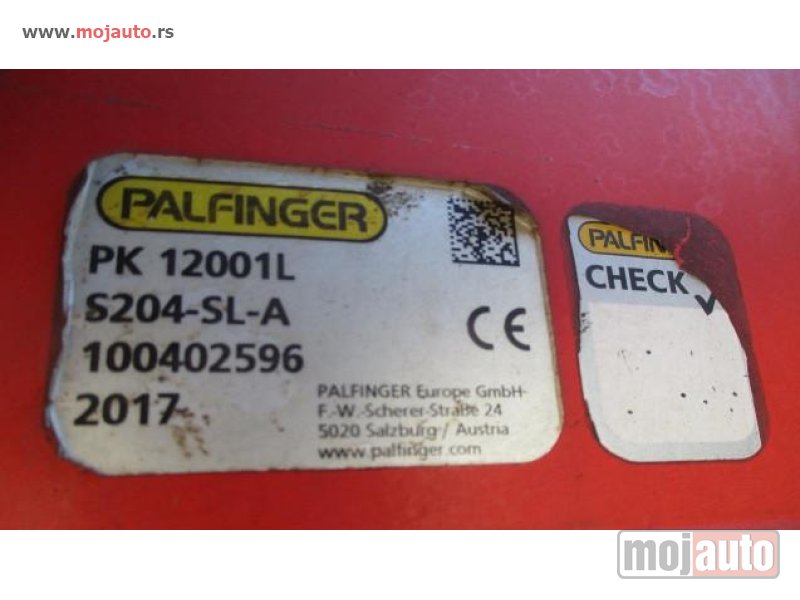 www.mojauto.rs
PALFINGER
PK 12001L
S204-SL-A
100402596
2017
PALFINGER Europe GmbH
F.-W.-Scherer-Straße 24
5020 Salzburg / Austria
www.palfinger.com
CE
PALFIN
CHECK
mojauto